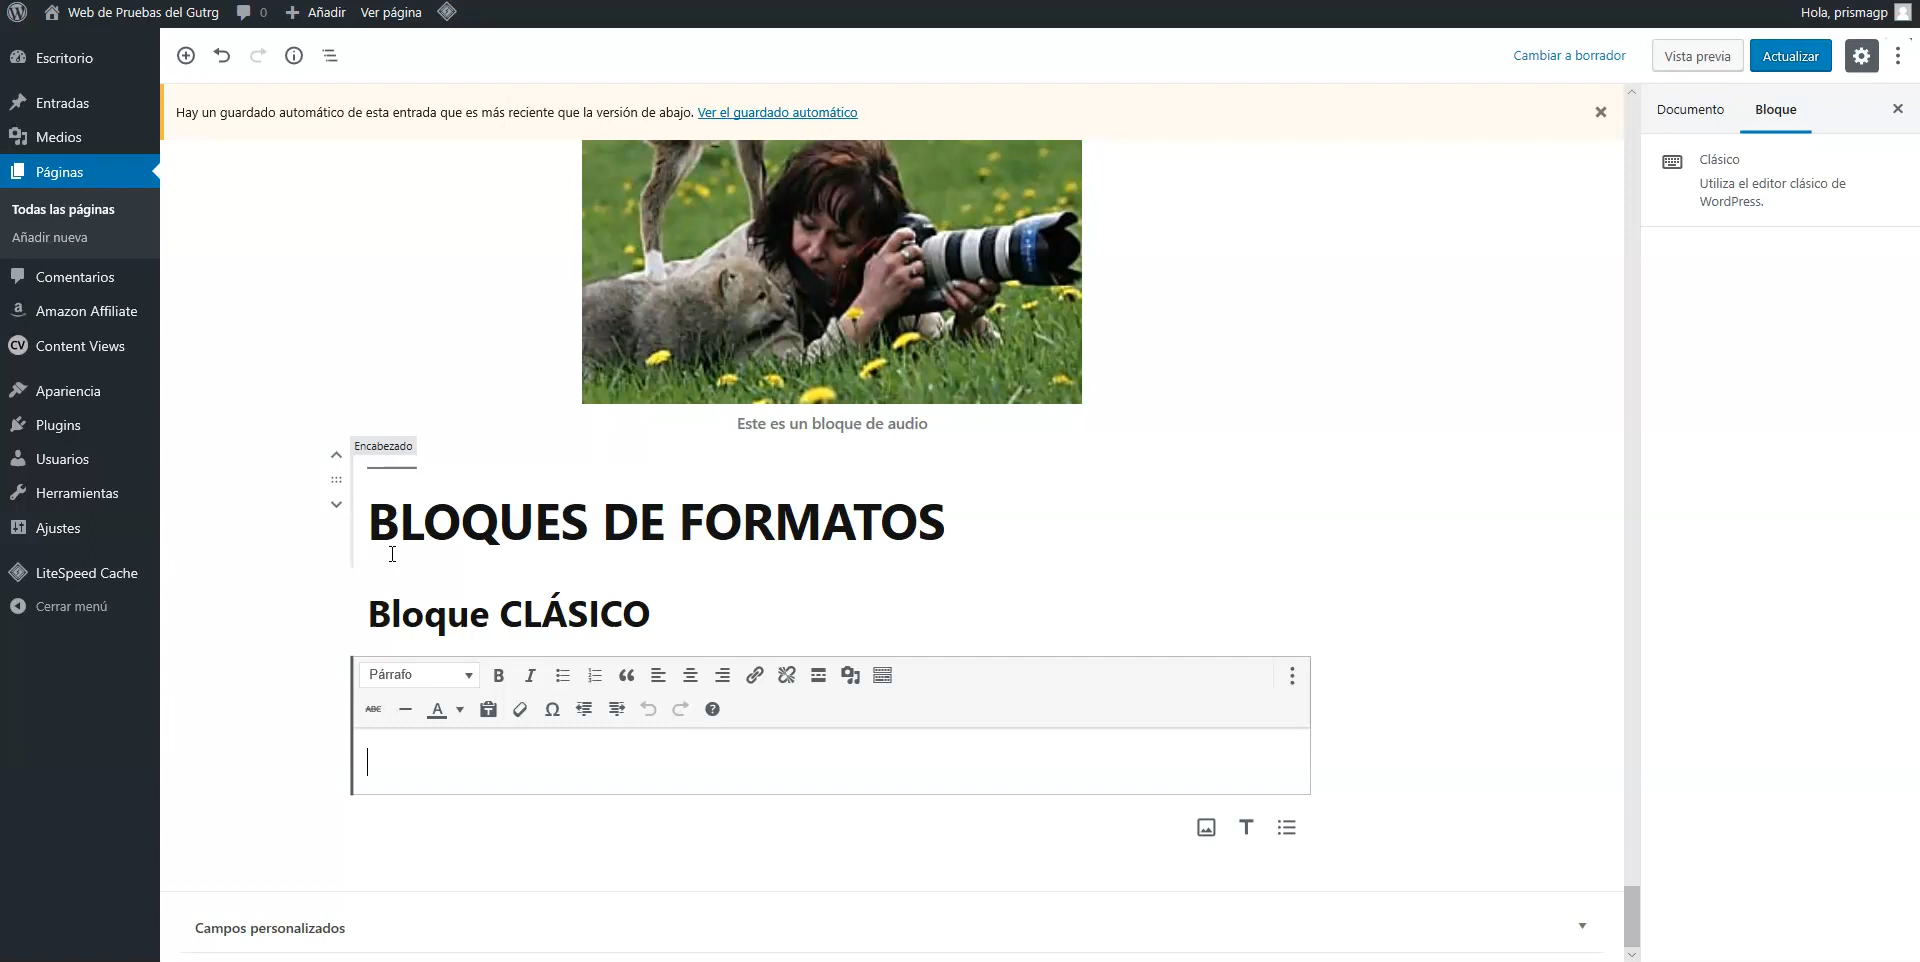 Web de Pruebas del Gutrg 0 Añadir Ver página Hola, prismagp
Escritorio
Entradas
Medios
Páginas
Todas las páginas
Añadir nueva
Comentarios
Amazon Affiliate
Content Views
Apariencia
Plugins
Usuarios
Herramientas
Ajustes
LiteSpeed Cache
Cerrar menú
Cambiar a borrador Vista previa Actualizar
Hay un guardado automático de esta entrada que es más reciente que la versión de abajo. Ver el guardado automático
Este es un bloque de audio
Encabezado
BLOQUES DE FORMATOS
Bloque CLÁSICO
Párrafo
ABC
Campos personalizados
Documento Bloque
Clásico
Utiliza el editor clásico de
WordPress.